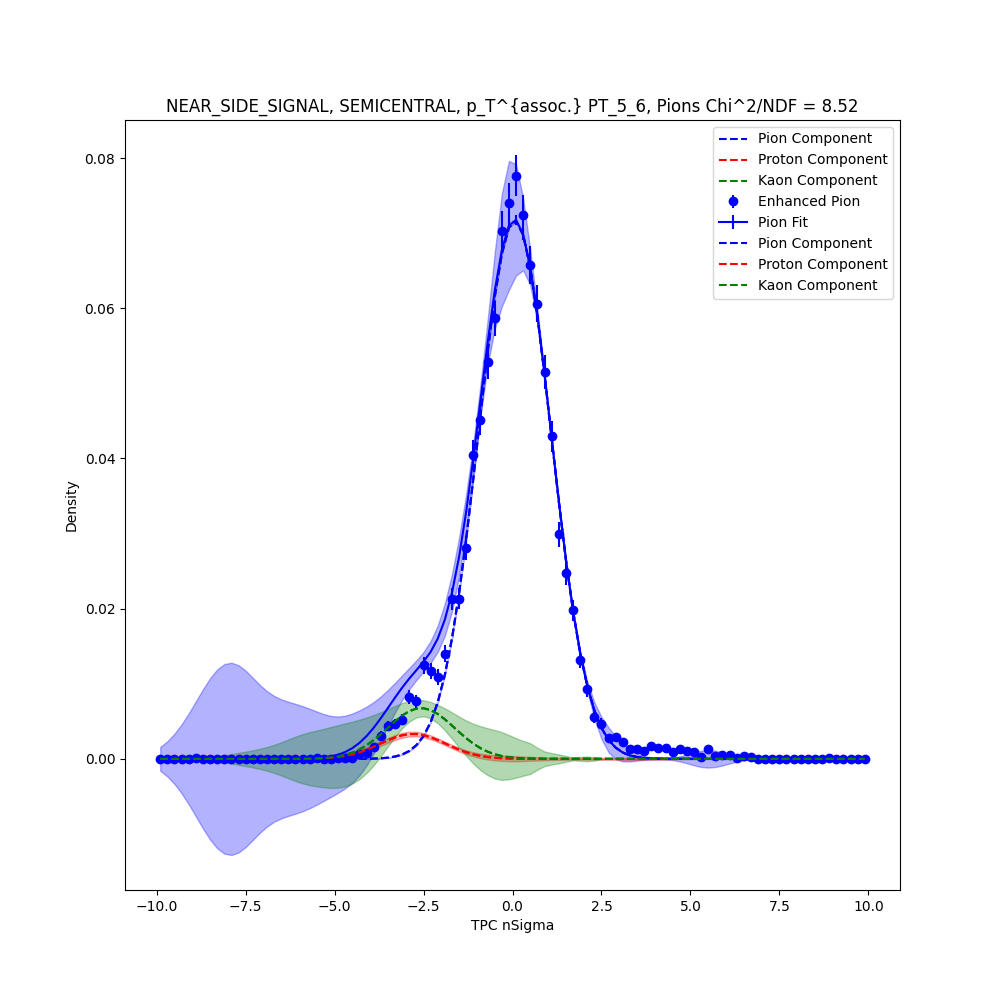 NEAR_SIDE_SIGNAL, SEMICENTRAL, p_T^{assoc.} PT_5_6, Pions Chi^2/NDF = 8.52
Pion Component
Proton Component
Kaon Component
Enhanced Pion
Pion Fit
Pion Component
Proton Component
Kaon Component
0.08
0.06
0.04
0.02
0.00
Density
−10.0 −7.5 −5.0 −2.5 0.0 2.5 5.0 7.5 10.0
TPC nSigma